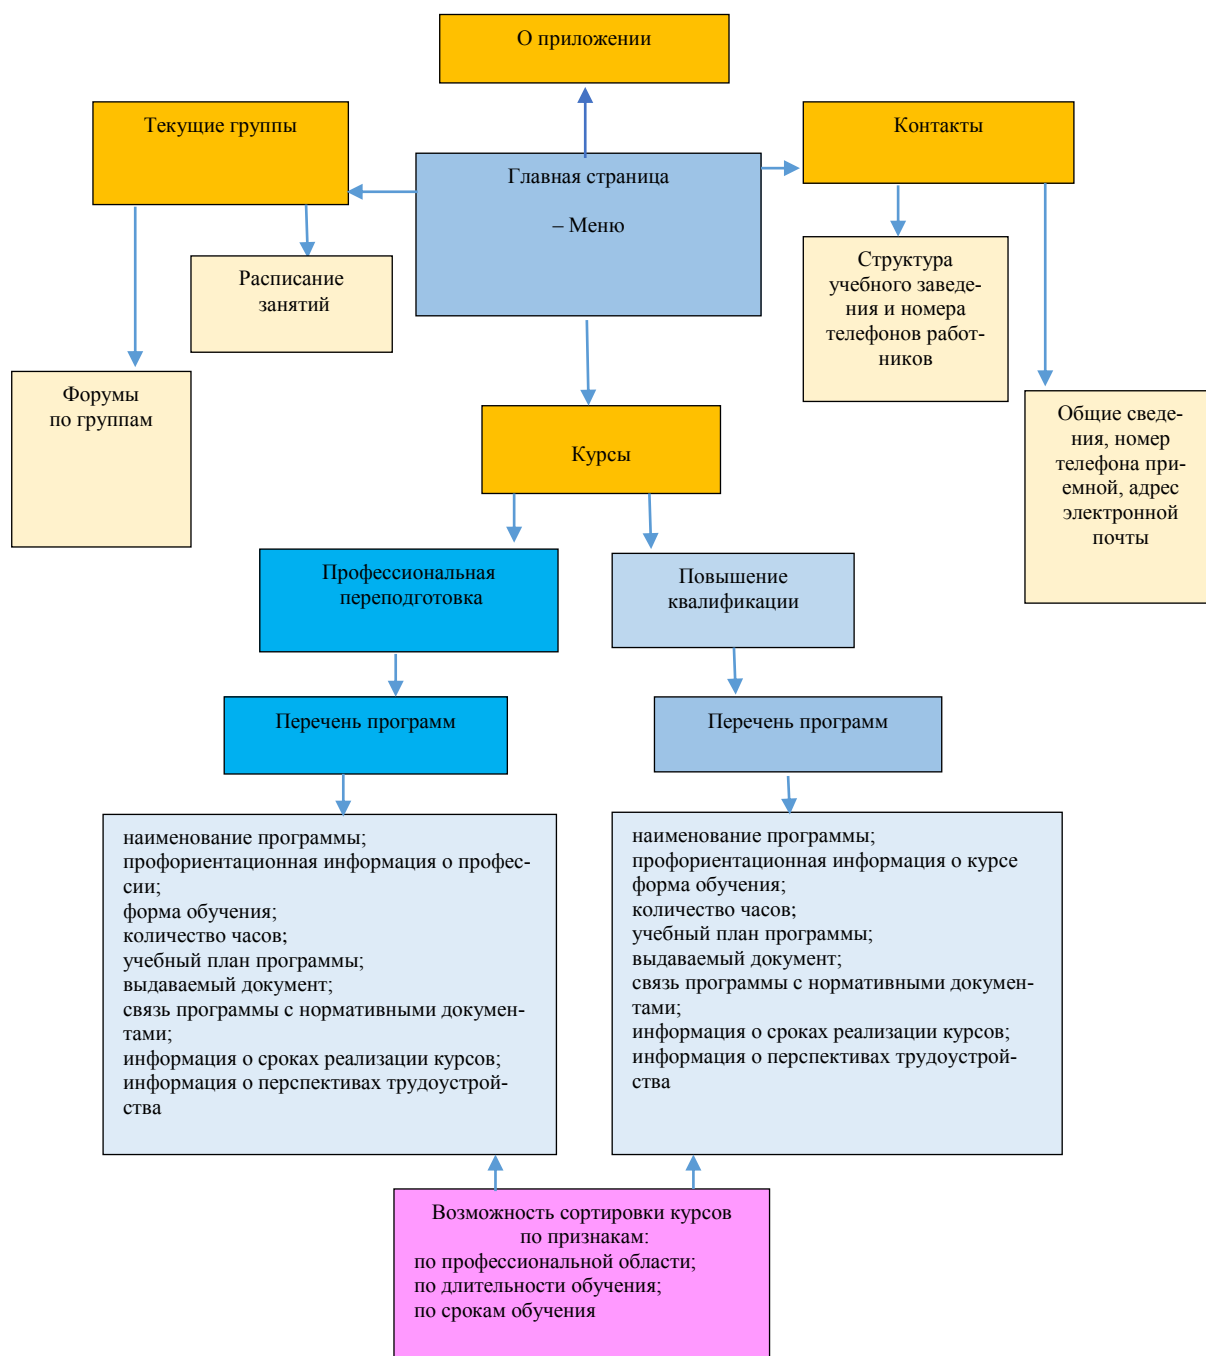 О приложении
Текущие группы
Контакты
Главная страница
– Меню
Расписание
занятий
Структура
учебного заведе-
ния и номера
телефонов работ-
ников
Форумы
по группам
Общие сведе-
ния, номер
телефона при-
емной, адрес
электронной
почты
Курсы
Профессиональная
переподготовка
Повышение
квалификации
Перечень программ
Перечень программ
наименование программы;
профориентационная информация о профес-
сии;
форма обучения;
количество часов;
учебный план программы;
выдаваемый документ;
связь программы с нормативными докумен-
тами;
информация о сроках реализации курсов;
информация о перспективах трудоустрой-
ства
наименование программы;
профориентационная информация о курсе
форма обучения;
количество часов;
учебный план программы;
выдаваемый документ;
связь программы с нормативными докумен-
тами;
информация о сроках реализации курсов;
информация о перспективах трудоустрой-
ства
Возможность сортировки курсов
по признакам:
по профессиональной области;
по длительности обучения;
по срокам обучения